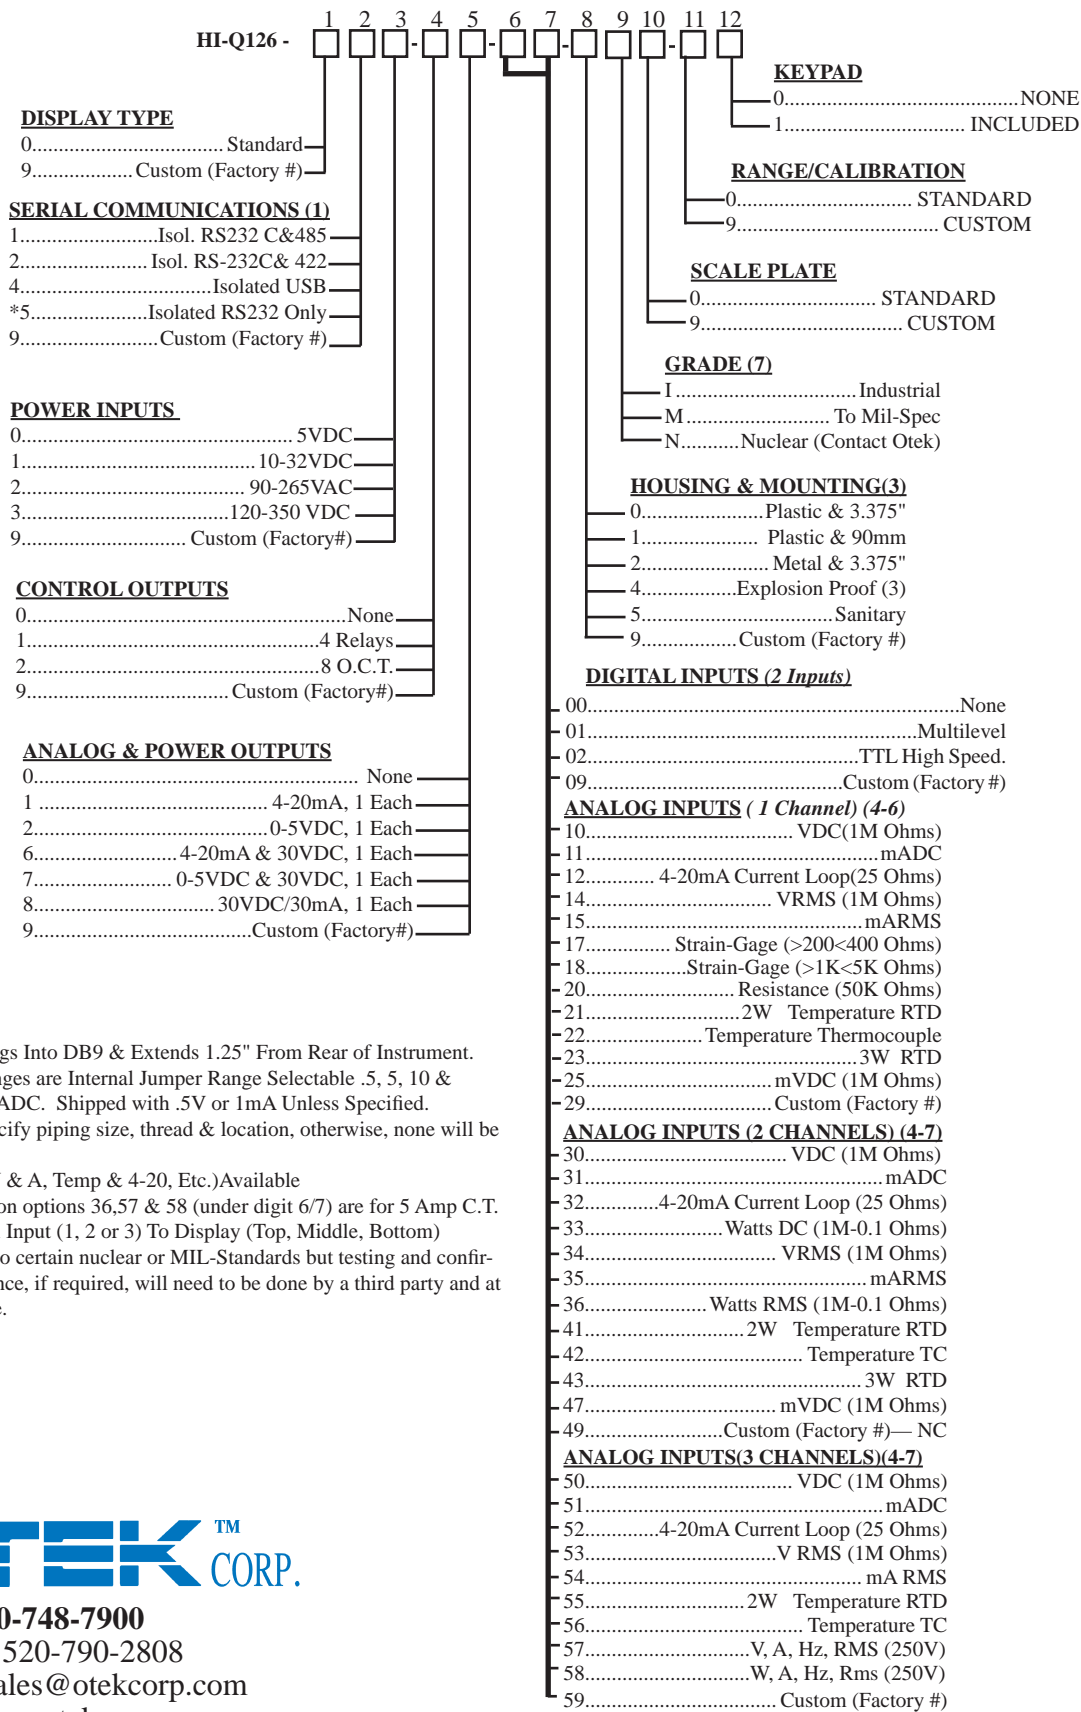 1 2 3 4 5 6 7 8 9 10 11 12
HI-Q126 - - - - -
DISPLAY TYPE
0.................................. Standard
9..................Custom (Factory #)
SERIAL COMMUNICATIONS (1)
1.........................Isol. RS232 C&485
2.......................Isol. RS-232C& 422
4...................................Isolated USB
*5.....................Isolated RS232 Only
9.........................Custom (Factory #)
POWER INPUTS
0................................................. 5VDC
1..........................................10-32VDC
2........................................ 90-265VAC
3.....................................120-350 VDC
9.............................. Custom (Factory#)
CONTROL OUTPUTS
0.........................................................None
1.....................................................4 Relays
2.....................................................8 O.C.T.
9.....................................Custom (Factory#)
ANALOG & POWER OUTPUTS
0.......................................................... None
1 .........................................4-20mA, 1 Each
2..........................................0-5VDC, 1 Each
6.........................4-20mA & 30VDC, 1 Each
7......................... 0-5VDC & 30VDC, 1 Each
8................................30VDC/30mA, 1 Each
9.......................................Custom (Factory#)
gs Into DB9 & Extends 1.25" From Rear of Instrument.
nges are Internal Jumper Range Selectable .5, 5, 10 &
ADC. Shipped with .5V or 1mA Unless Specified.
cify piping size, thread & location, otherwise, none will be
& A, Temp & 4-20, Etc.)Available
on options 36,57 & 58 (under digit 6/7) are for 5 Amp C.T.
Input (1, 2 or 3) To Display (Top, Middle, Bottom)
o certain nuclear or MIL-Standards but testing and confir-
nce, if required, will need to be done by a third party and at
e.
TEK ™
CORP.
0-748-7900
520-790-2808
ales@otekcorp.com
KEYPAD
0..........................................NONE
1................................ INCLUDED
RANGE/CALIBRATION
0.................................... STANDARD
9.................................... CUSTOM
SCALE PLATE
0................................ STANDARD
9.................................... CUSTOM
GRADE (7)
I ................................Industrial
M.......................... To Mil-Spec
N...........Nuclear (Contact Otek)
HOUSING & MOUNTING(3)
0......................Plastic & 3.375"
1..................... Plastic & 90mm
2.......................Metal & 3.375"
4.................Explosion Proof (3)
5...................................Sanitary
9.................Custom (Factory #)
DIGITAL INPUTS (2 Inputs)
00...................................................................None
01...........................................................Multilevel
02.................................................TTL High Speed.
09..............................................Custom (Factory #)
ANALOG INPUTS ( 1 Channel) (4-6)
10..................................... VDC(1M Ohms)
11.....................................................mADC
12............ 4-20mA Current Loop(25 Ohms)
14.................................. VRMS (1M Ohms)
15..................................................mARMS
17............... Strain-Gage (>200<400 Ohms)
18..................Strain-Gage (>1K<5K Ohms)
20...........................Resistance (50K Ohms)
21............................2W Temperature RTD
22......................Temperature Thermocouple
23.................................................3W RTD
25..................................mVDC (1M Ohms)
29..................................Custom (Factory #)
ANALOG INPUTS (2 CHANNELS) (4-7)
30..................................... VDC (1M Ohms)
31......................................................mADC
32.............4-20mA Current Loop (25 Ohms)
33.........................Watts DC (1M-0.1 Ohms)
34................................... VRMS (1M Ohms)
35................................................... mARMS
36......................Watts RMS (1M-0.1 Ohms)
41.............................2W Temperature RTD
42....................................... Temperature TC
43..................................................3W RTD
47................................... mVDC (1M Ohms)
49.........................Custom (Factory #)— NC
ANALOG INPUTS(3 CHANNELS)(4-7)
50...................................... VDC (1M Ohms)
51......................................................mADC
52.............4-20mA Current Loop (25 Ohms)
53...................................V RMS (1M Ohms)
54.................................................. mA RMS
55..................................2W Temperature RTD
56....................................... Temperature TC
57..............................V, A, Hz, RMS (250V)
58..............................W, A, Hz, Rms (250V)
59...................................Custom (Factory #)